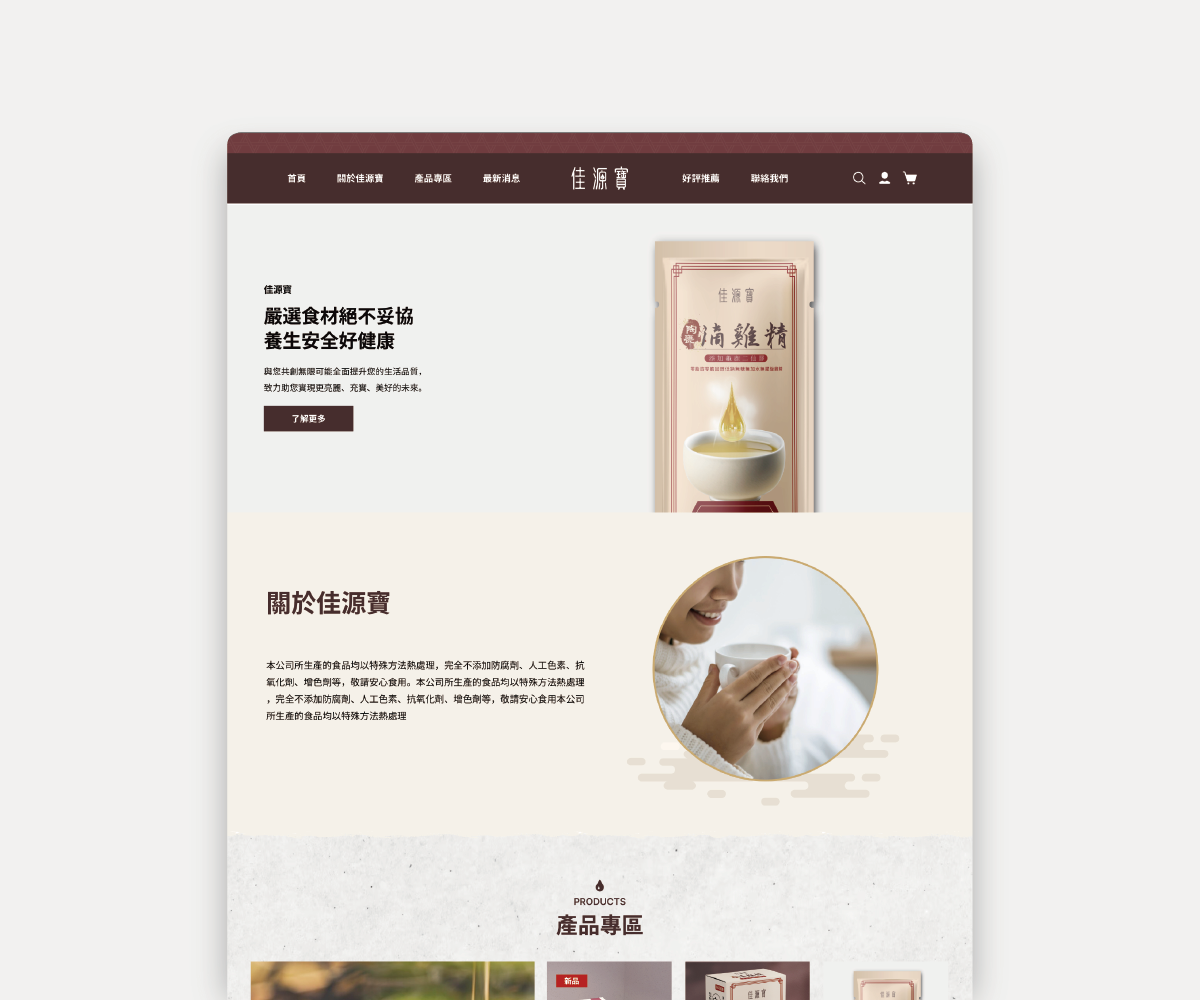 首頁
關於佳源寶
產品專區
最新消息
佳源寶
好評推薦
聯絡我們
佳源寶
嚴選食材絕不妥協
養生安全好健康
與您共創無限可能全面提升您的生活品質，
致力助您實現更亮麗、充實、美好的未來。
了解更多
佳源寶
陶瓷
滴雞精
關於佳源寶
本公司所生產的食品均以特殊方法熱處理，完全不添加防腐劑、人工色素、抗
氧化劑、增色劑等，敬請安心食用。本公司所生產的食品均以特殊方法熱處理
，完全不添加防腐劑、人工色素、抗氧化劑、增色劑等，敬請安心食用本公司
所生產的食品均以特殊方法熱處理
PRODUCTS
產品專區
新品
佳源寶